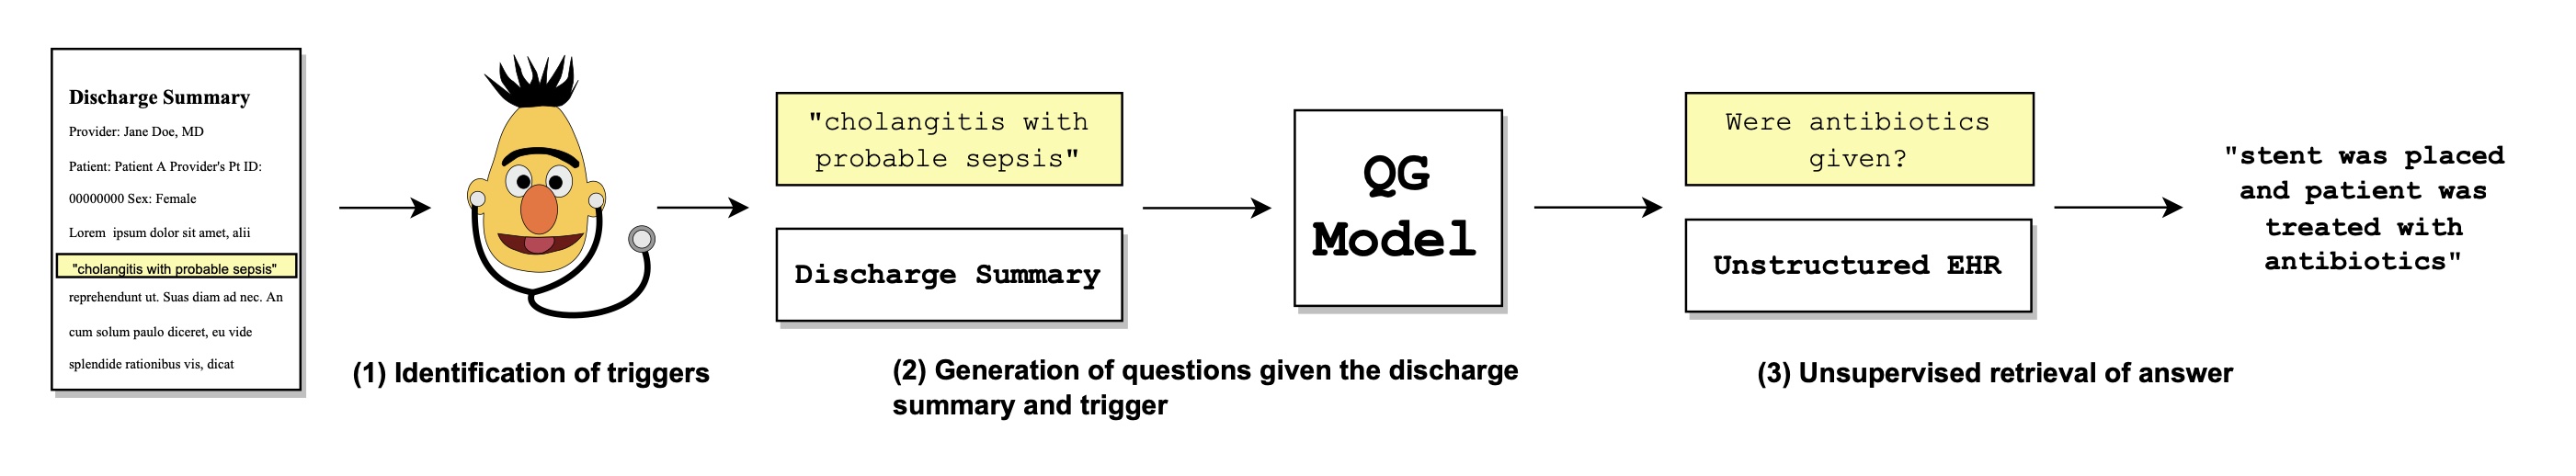 Discharge Summary
Provider: Jane Doe, MD
Patient: Patient A Provider's Pt ID:
00000000 Sex: Female
Lorem  ipsum dolor sit amet, alii
"cholangitis with probable sepsis"
reprehendunt ut. Suas diam ad nec. An
cum solum paulo diceret, eu vide
splendide rationibus vis, dicat
(1) Identification of triggers
"cholangitis with
probable sepsis"
Discharge Summary
QG
Model
(2) Generation of questions given the discharge
summary and trigger
Were antibiotics
given?
Unstructured EHR
(3) Unsupervised retrieval of answer
"stent was placed
and patient was
treated with
antibiotics"